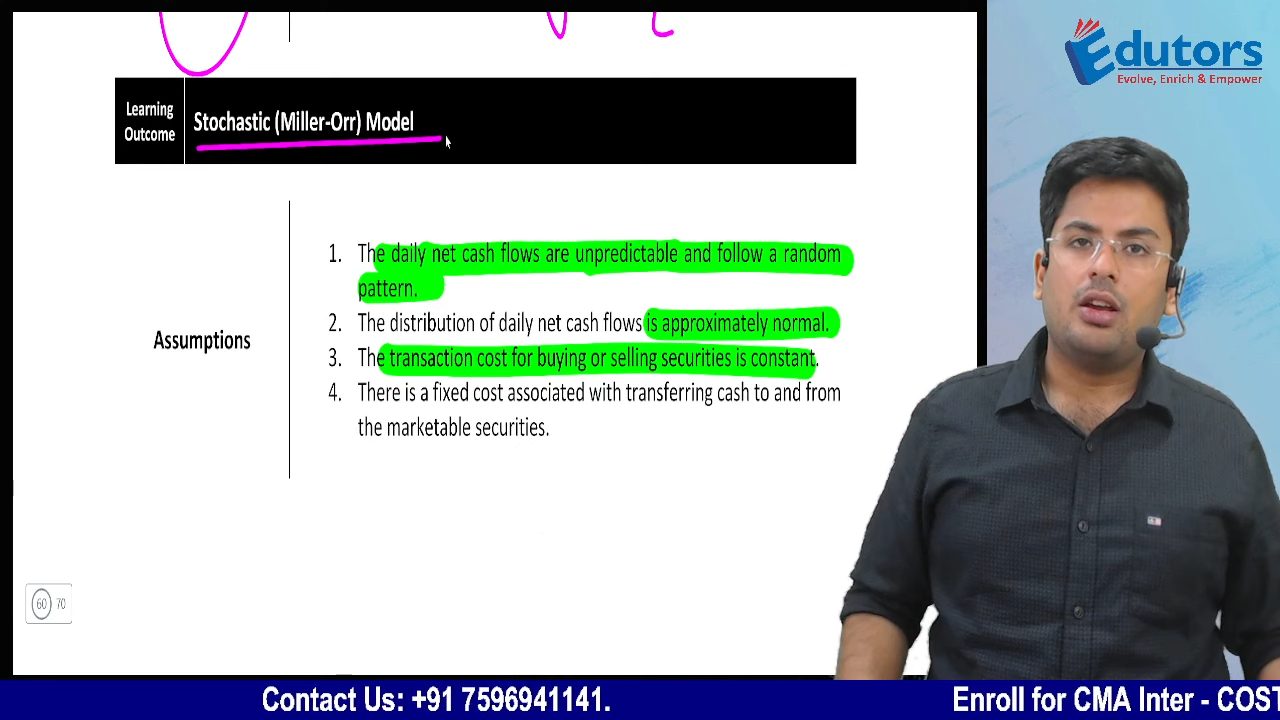 Edutors
Evolve, Enrich & Empower
Learning
Outcome
Stochastic (Miller-Orr) Model
Assumptions
1. The daily net cash flows are unpredictable and follow a random
pattern.
2. The distribution of daily net cash flows is approximately normal.
3. The transaction cost for buying or selling securities is constant.
4. There is a fixed cost associated with transferring cash to and from
the marketable securities.
60 70
Contact Us: +91 7596941141.
Enroll for CMA Inter - COST